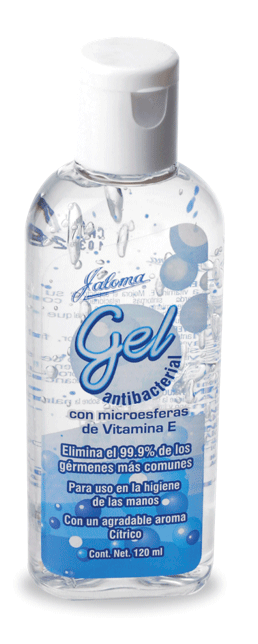 Jaloma
Gel
antibacterial
con microesferas
de Vitamina E
Elimina el 99.9% de los
gérmenes más comunes
Para uso en la higiene
de las manos
Con un agradable aroma
Cítrico
Cont. Net. 120 ml